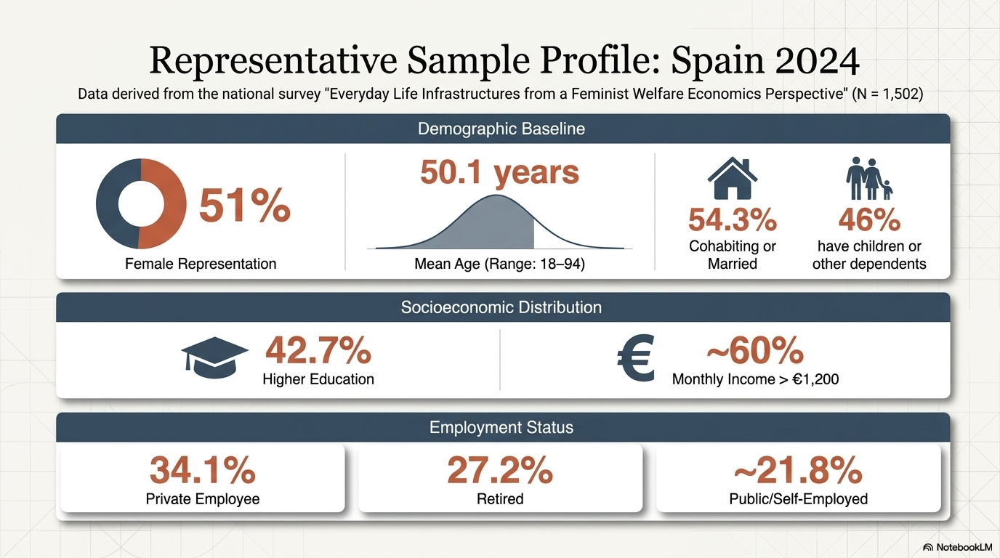 Representative Sample Profile: Spain 2024
Data derived from the national survey "Everyday Life Infrastructures from a Feminist Welfare Economics Perspective" (N = 1,502)
Demographic Baseline
51%
Female Representation
50.1 years
Mean Age (Range: 18–94)
54.3%
Cohabiting or
Married
46%
have children or
other dependents
Socioeconomic Distribution
42.7%
Higher Education
€
~60%
Monthly Income > €1,200
Employment Status
34.1%
Private Employee
27.2%
Retired
~21.8%
Public/Self-Employed
NotebookLM